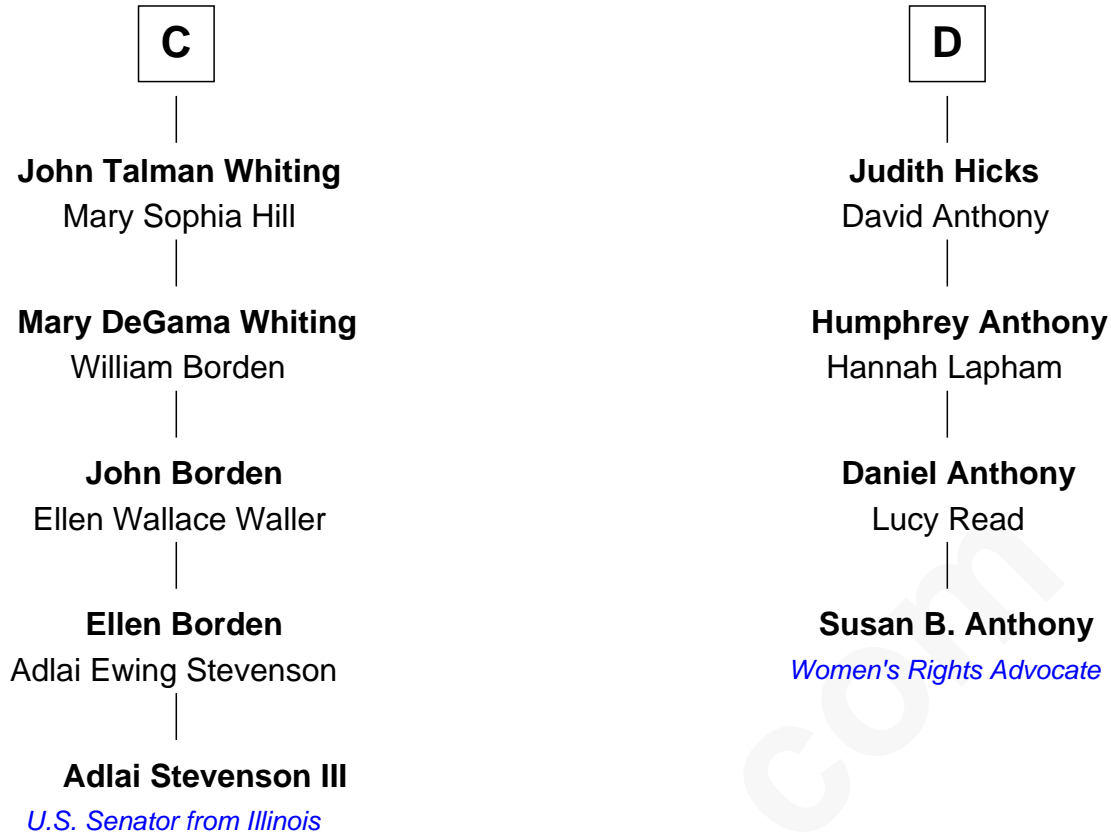 C
John Talman Whiting
Mary Sophia Hill
Mary DeGama Whiting
William Borden
John Borden
Ellen Wallace Waller
Ellen Borden
Adlai Ewing Stevenson
Adlai Stevenson III
U.S. Senator from Illinois
D
Judith Hicks
David Anthony
Humphrey Anthony
Hannah Lapham
Daniel Anthony
Lucy Read
Susan B. Anthony
Women's Rights Advocate
com